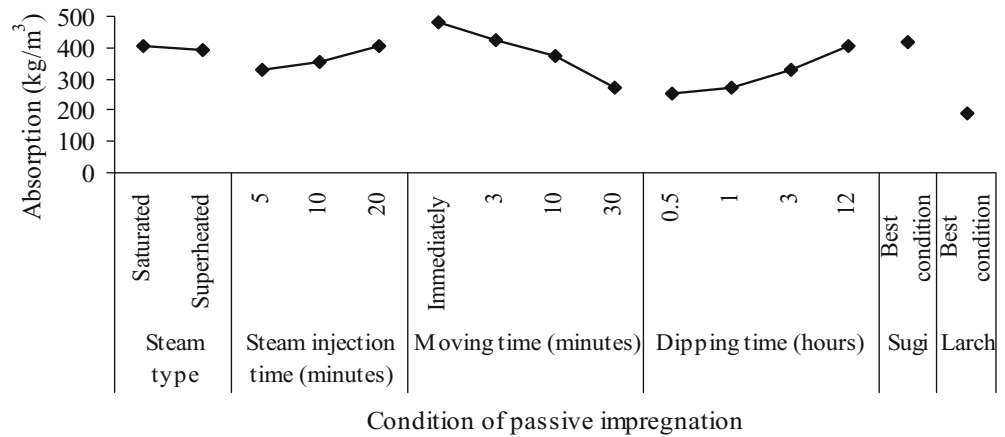 Absorption (kg/m³)
500
400
300
200
100
0
Saturated
Superheated
5
10
20
Immediately
3
10
30
0.5
1
3
12
Best
condition
Best
condition
Steam
type
Steam injection
time (minutes)
Moving time (minutes)
Dipping time (hours)
Sugi
Larch
Condition of passive impregnation